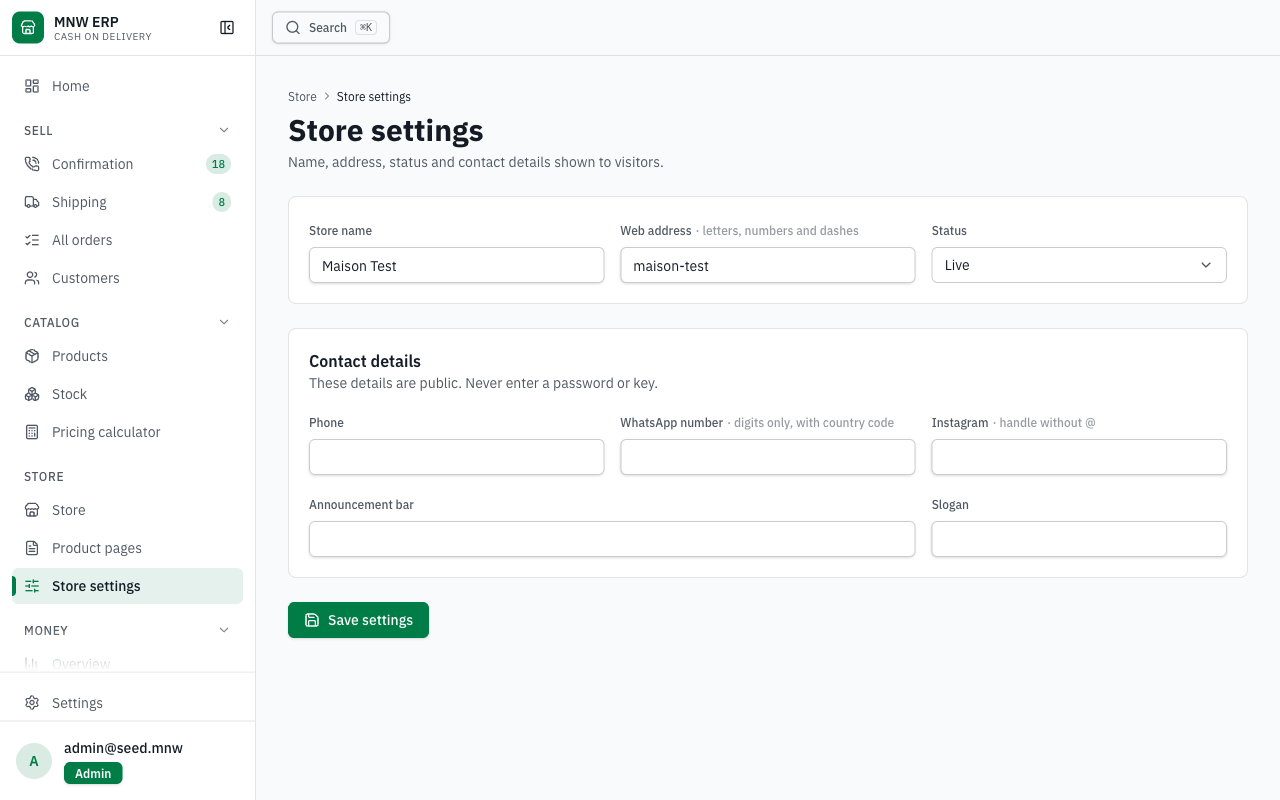 MNW ERP
CASH ON DELIVERY
Search ⌘K
Home
SELL
Confirmation 18
Shipping 8
All orders
Customers
CATALOG
Products
Stock
Pricing calculator
STORE
Store
Product pages
Store settings
MONEY
Overview
Settings
A
admin@seed.mnw
Admin
Store > Store settings
Store settings
Name, address, status and contact details shown to visitors.
Store name
Maison Test
Web address · letters, numbers and dashes
maison-test
Status
Live
Contact details
These details are public. Never enter a password or key.
Phone
WhatsApp number · digits only, with country code
Instagram · handle without @
Announcement bar
Slogan
Save settings